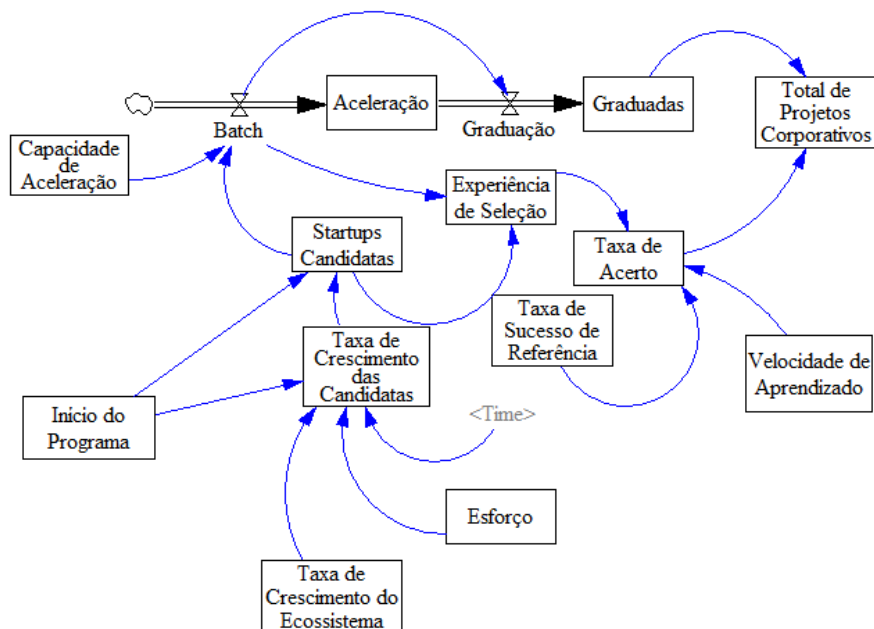 Aceleração
Graduadas
Total de
Projetos
Corporativos
Batch
Graduação
Capacidade
de
Aceleração
Experiência
de Seleção
Startups
Candidatas
Taxa de
Acerto
Taxa de
Sucesso de
Referência
Taxa de
Crescimento
das
Candidatas
Velocidade de
Aprendizado
Início do
Programa
<Time>
Esforço
Taxa de
Crescimento do
Ecossistema